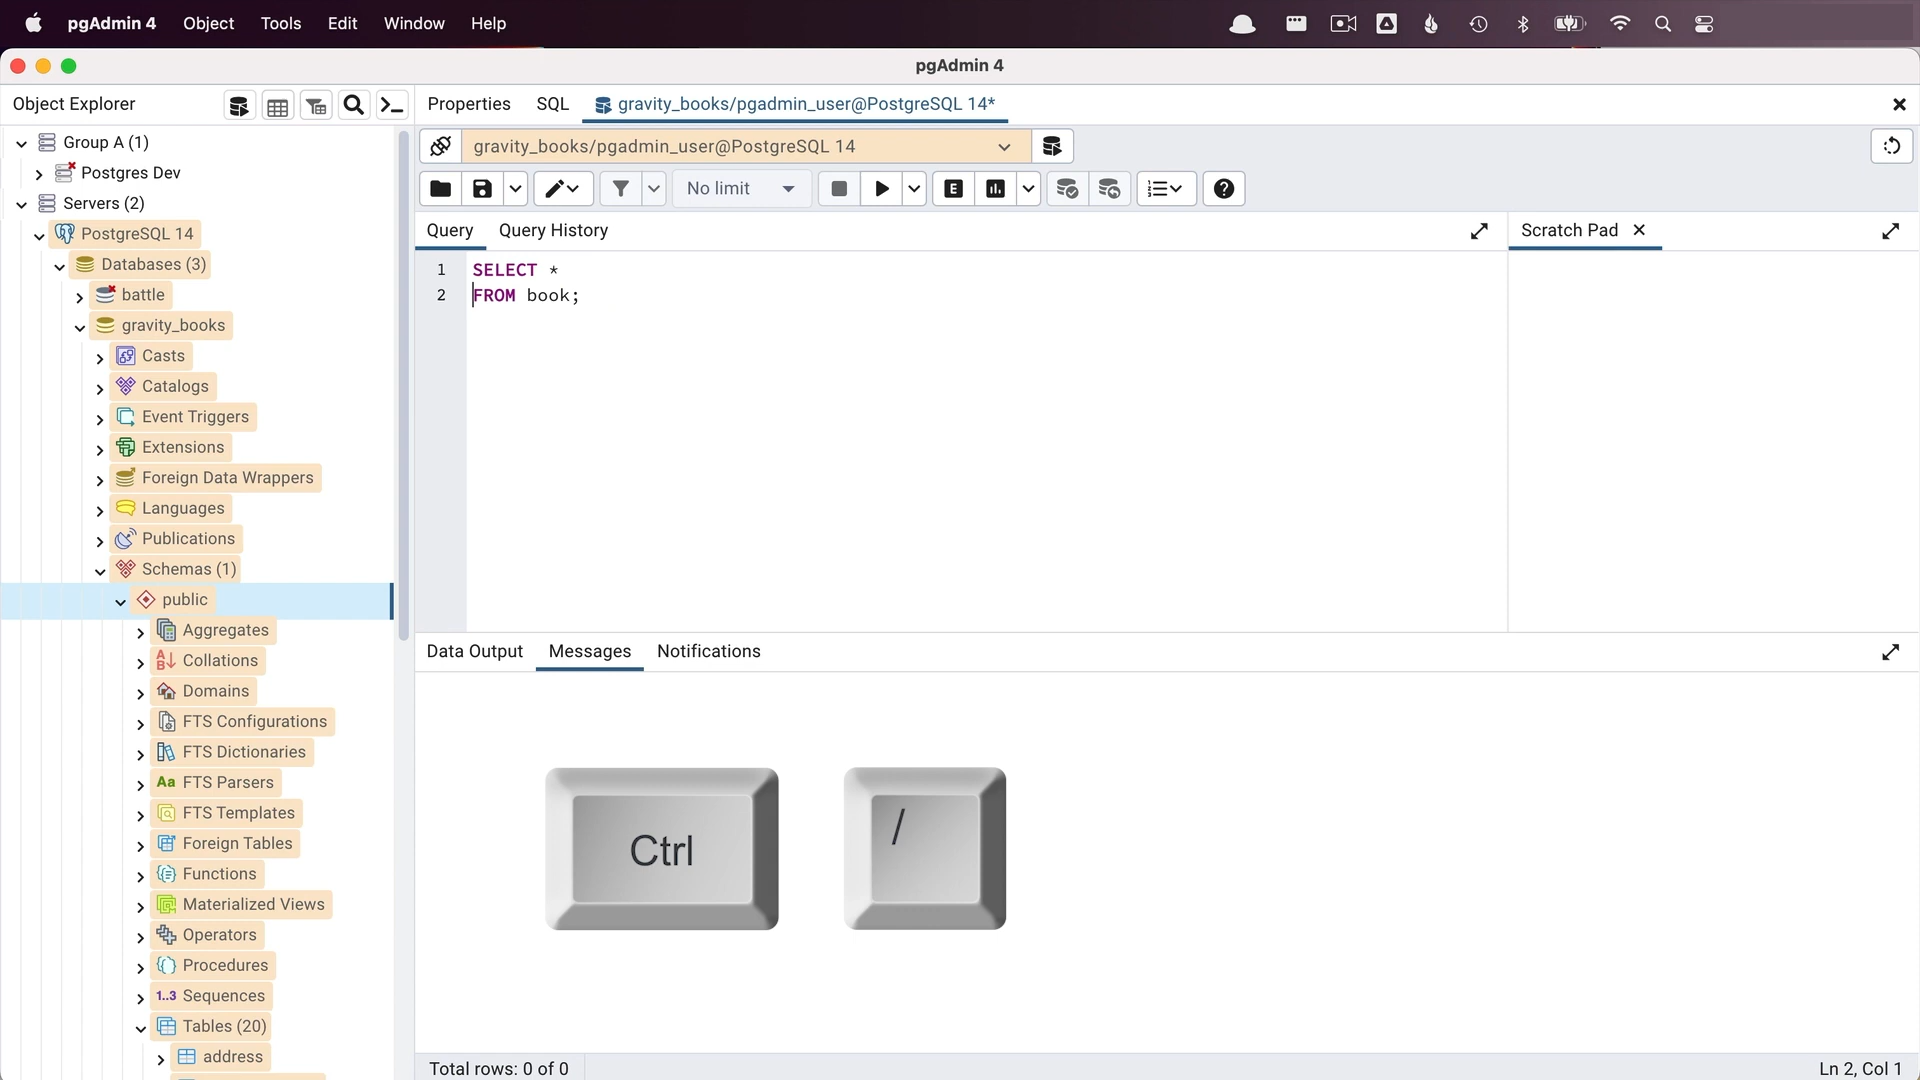 pgAdmin 4 Object Tools Edit Window Help
pgAdmin 4
Object Explorer
Properties SQL gravity_books/pgadmin_user@PostgreSQL 14*
Group A (1)
Postgres Dev
Servers (2)
PostgreSQL 14
Databases (3)
battle
gravity_books
Casts
Catalogs
Event Triggers
Extensions
Foreign Data Wrappers
Languages
Publications
Schemas (1)
public
Aggregates
Collations
Domains
FTS Configurations
FTS Dictionaries
Aa FTS Parsers
FTS Templates
Foreign Tables
Functions
Materialized Views
Operators
Procedures
1..3 Sequences
Tables (20)
address
gravity_books/pgadmin_user@PostgreSQL 14
No limit
E
Query Query History
Scratch Pad
1 SELECT *
2 FROM book;
Data Output Messages Notifications
Ctrl /
Total rows: 0 of 0
Ln 2, Col 1